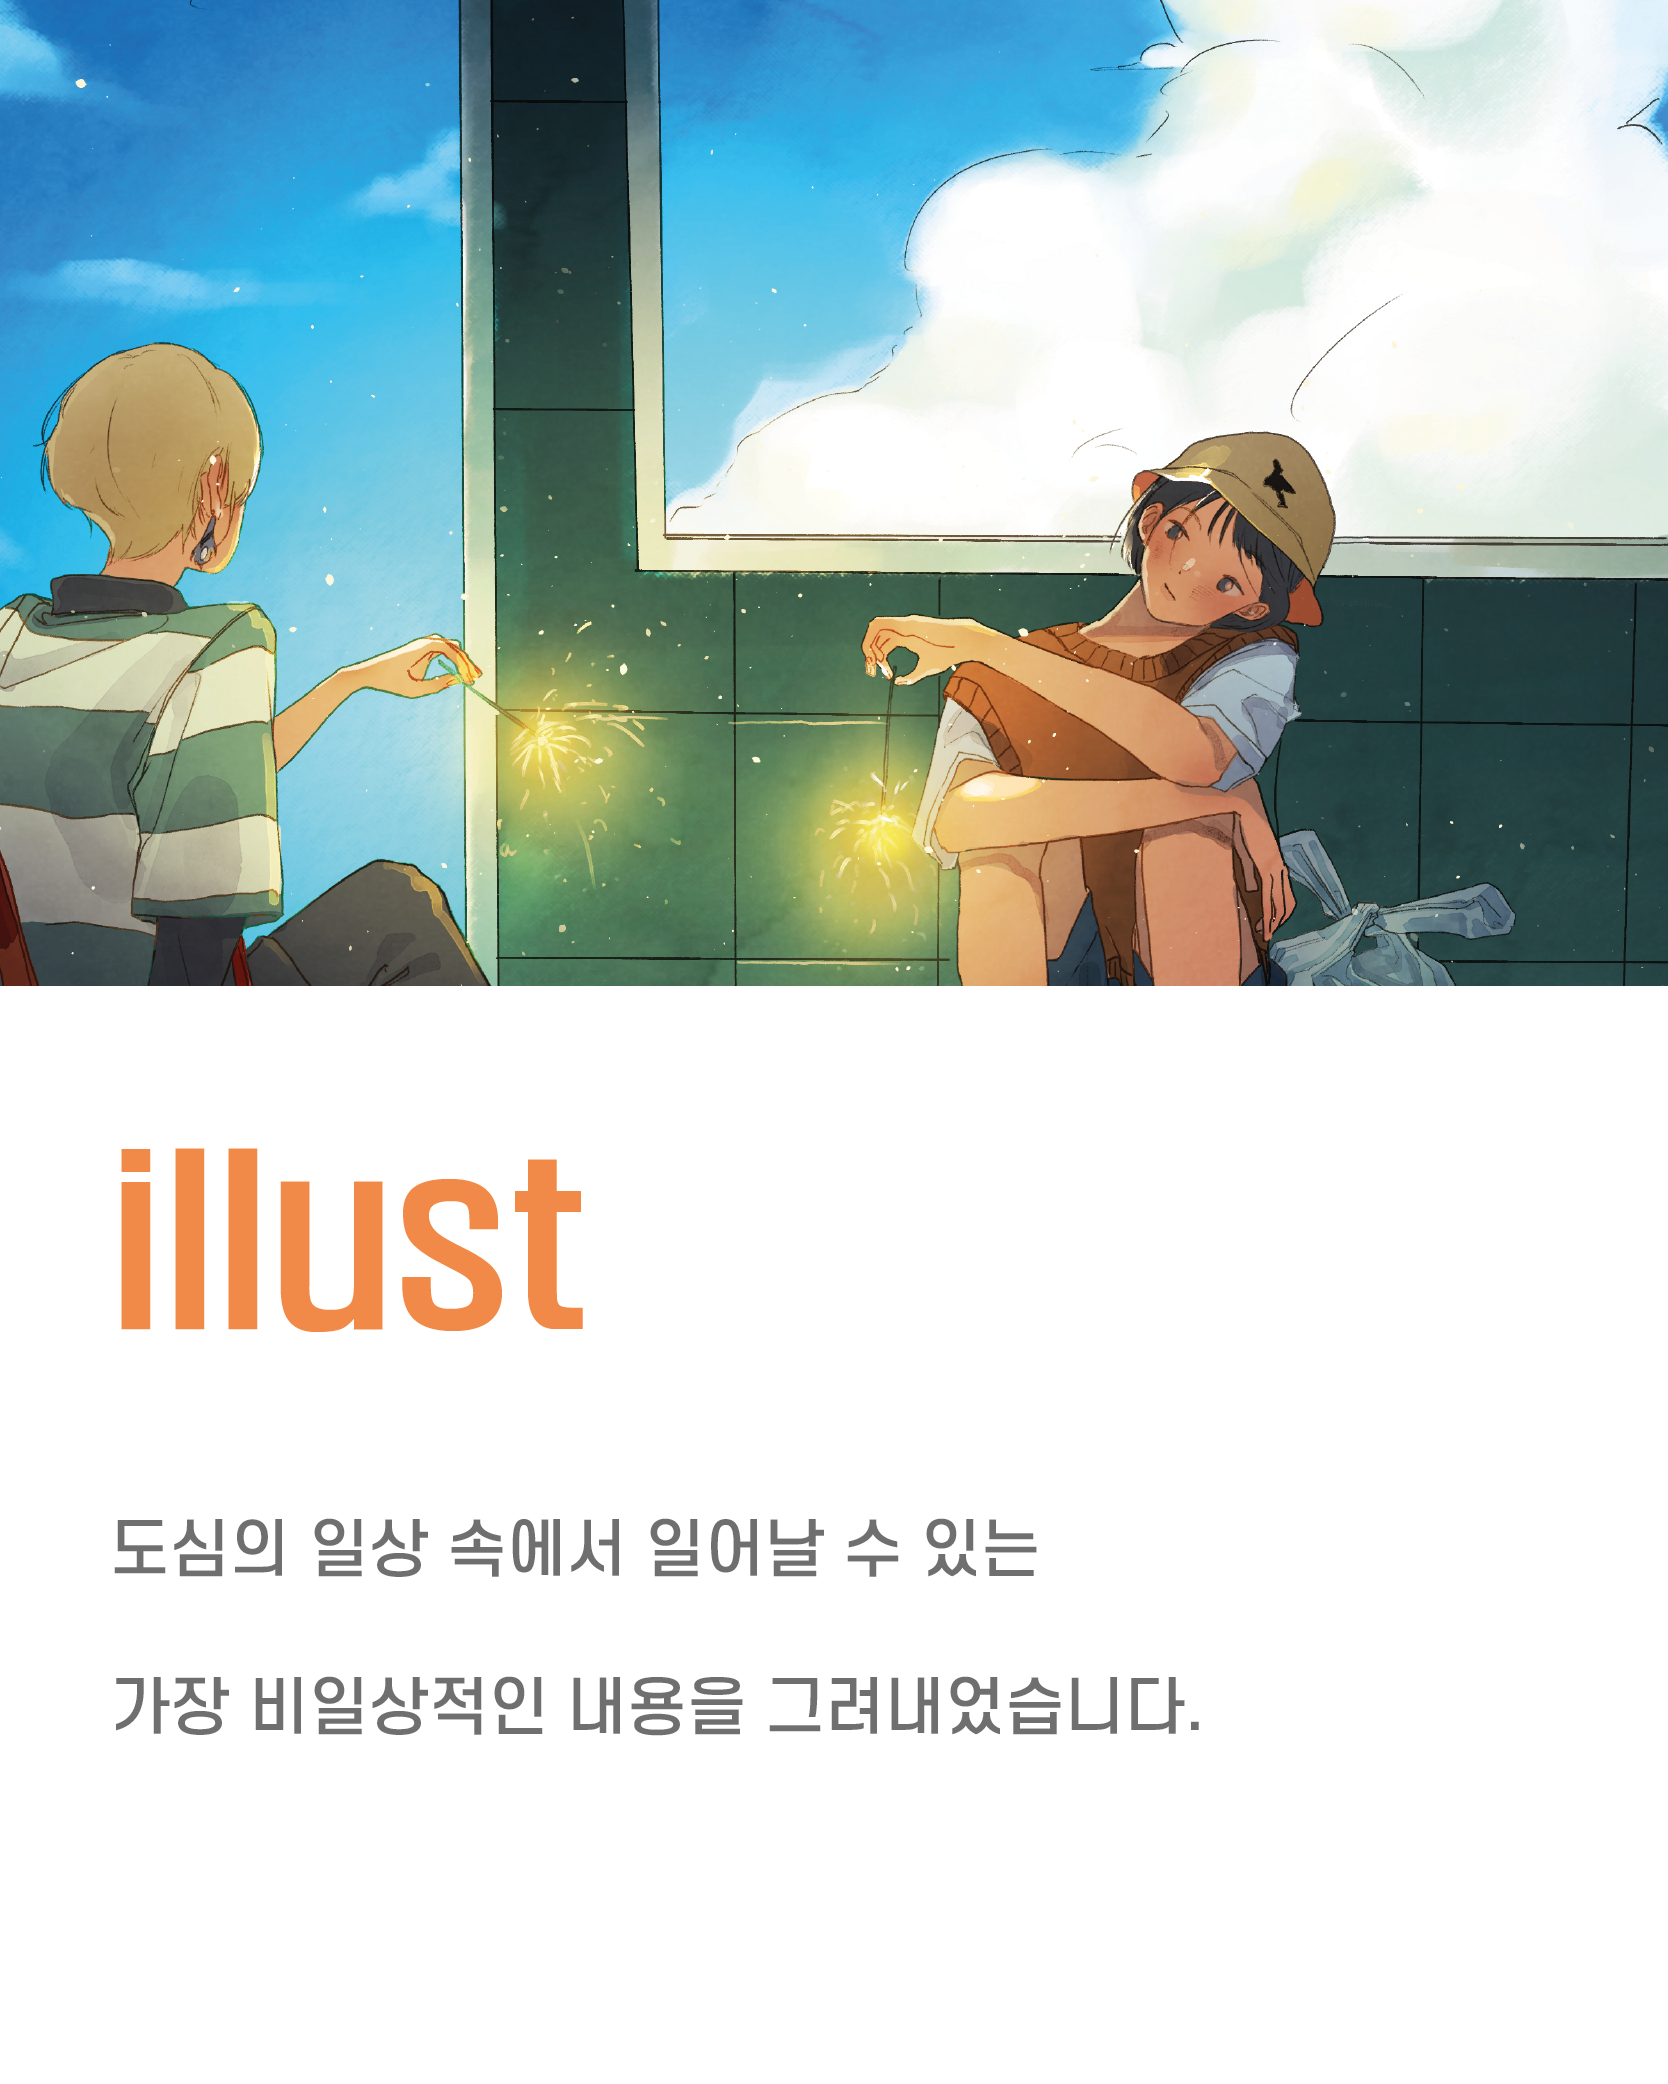 illust
도심의 일상 속에서 일어날 수 있는
가장 비일상적인 내용을 그려내었습니다.